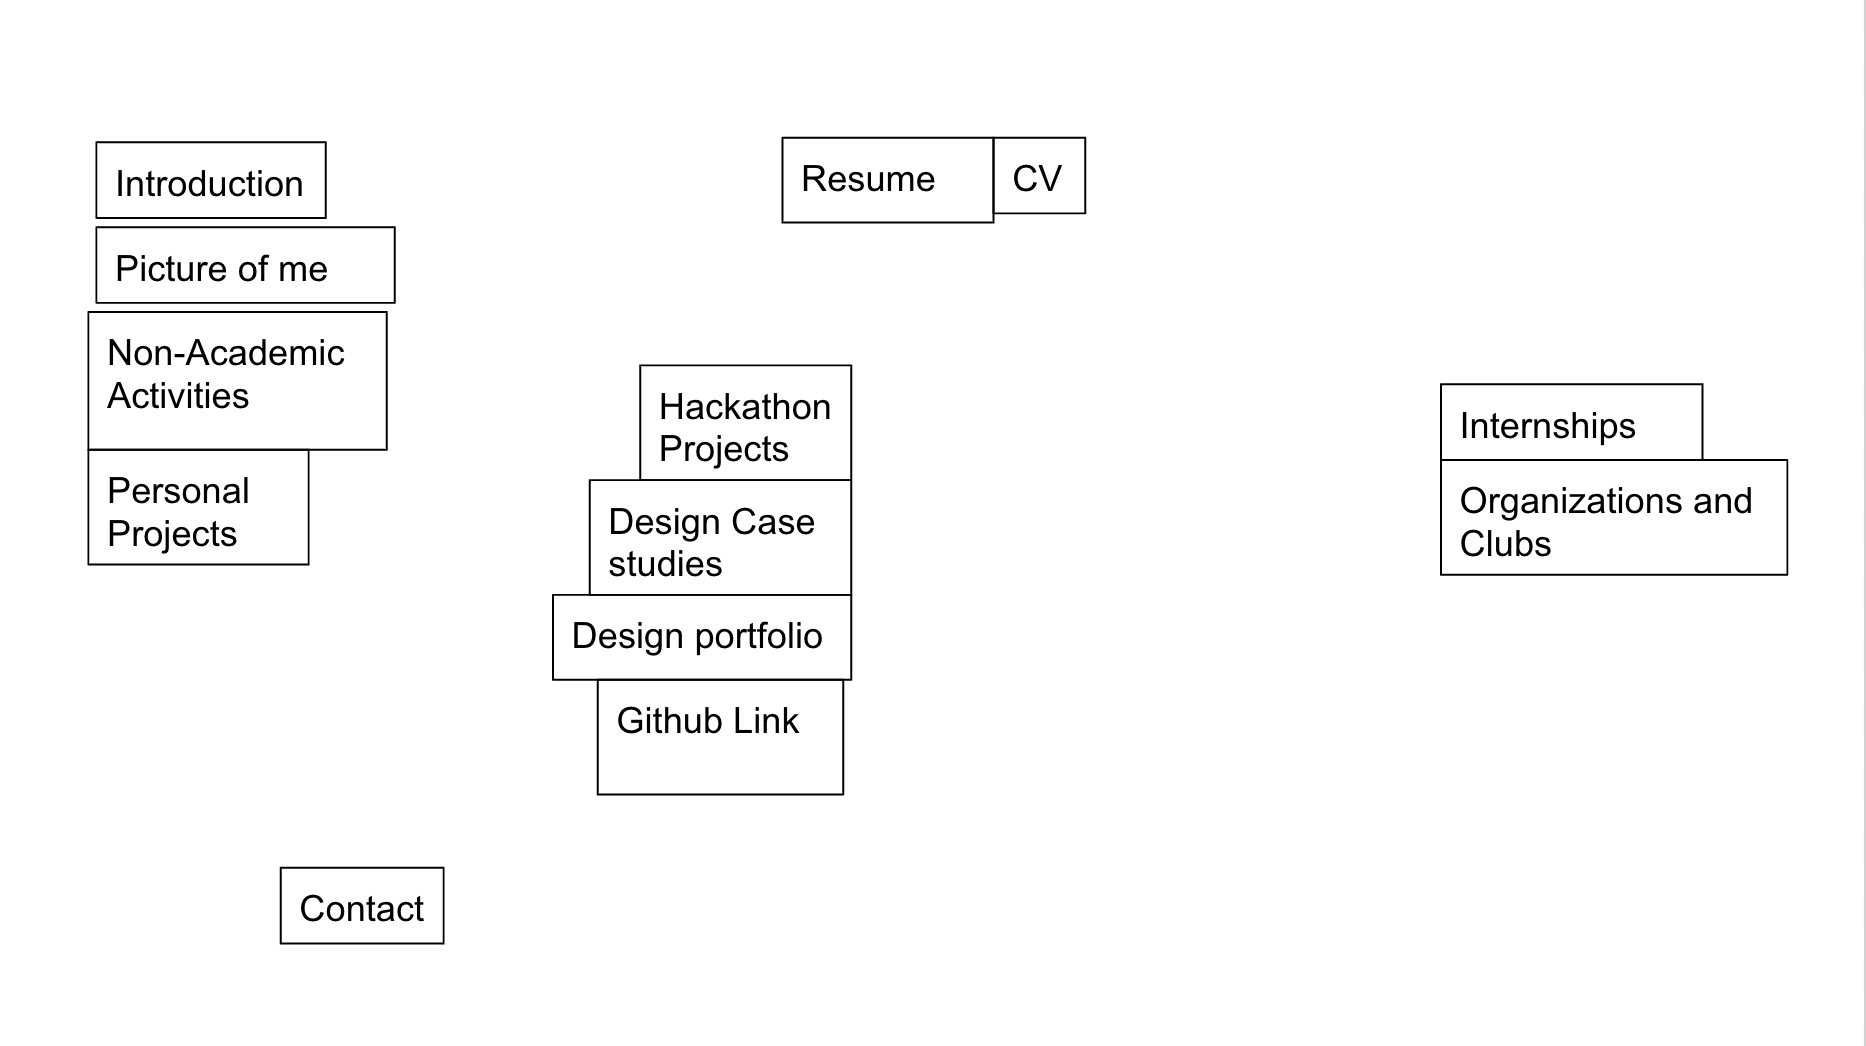 Introduction
Picture of me
Non-Academic
Activities
Personal
Projects
Resume
CV
Hackathon
Projects
Design Case
studies
Design portfolio
Github Link
Internships
Organizations and
Clubs
Contact